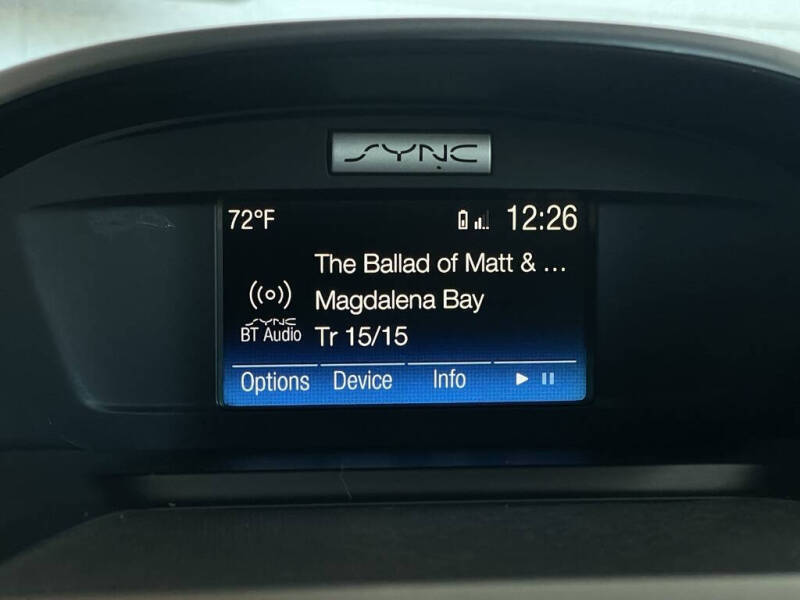 SYNC
72°F 12:26
The Ballad of Matt & ...
Magdalena Bay
SYNC
BT Audio
Tr 15/15
Options Device Info